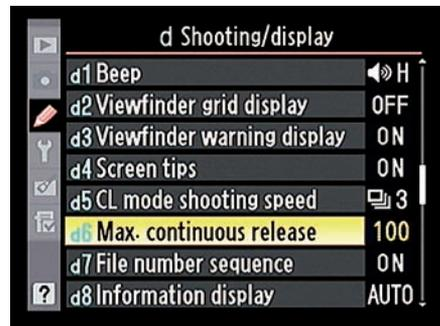 d Shooting/display
d1 Beep H
d2 Viewfinder grid display OFF
d3 Viewfinder warning display ON
d4 Screen tips ON
d5 CL mode shooting speed 3
d6 Max. continuous release 100
d7 File number sequence ON
? d8 Information display AUTO